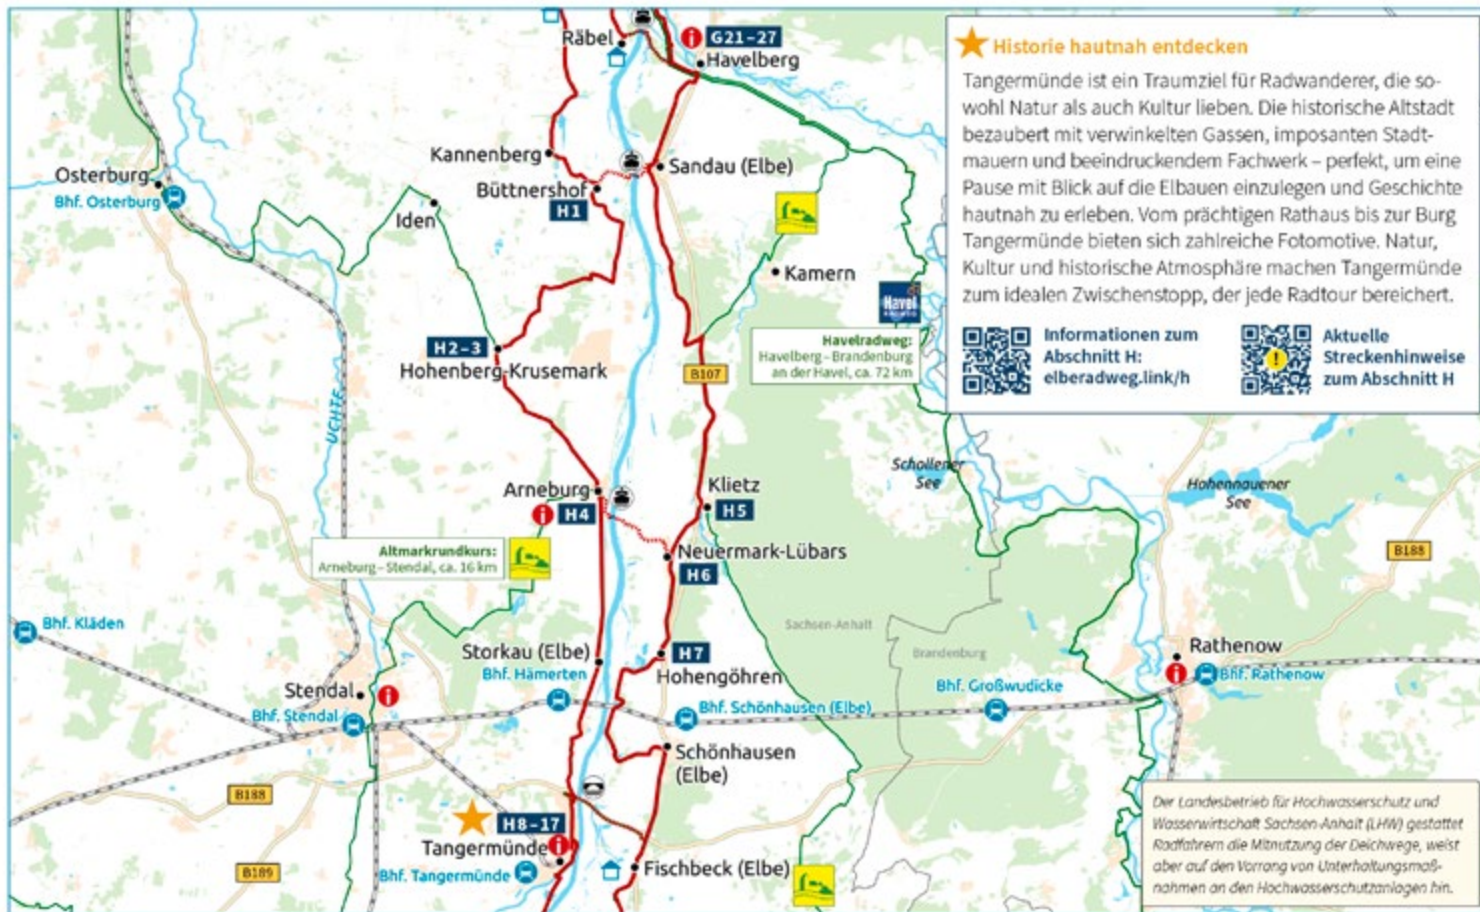 Räbel
G21–27
Havelberg
Kannenberg
Sandau (Elbe)
Osterburg
Bhf. Osterburg
Büttnershof
H1
Iden
Kamern
Havel
Havelradweg:
Havelberg – Brandenburg
an der Havel, ca. 72 km
H2–3
Hohenberg-Krusemark
B107
UCHTE
★ Historie hautnah entdecken
Tangermünde ist ein Traumziel für Radwanderer, die so-
wohl Natur als auch Kultur lieben. Die historische Altstadt
bezaubert mit verwinkelten Gassen, imposanten Stadt-
mauern und beeindruckendem Fachwerk – perfekt, um eine
Pause mit Blick auf die Elbauen einzulegen und Geschichte
hautnah zu erleben. Vom prächtigen Rathaus bis zur Burg
Tangermünde bieten sich zahlreiche Fotomotive. Natur,
Kultur und historische Atmosphäre machen Tangermünde
zum idealen Zwischenstopp, der jede Radtour bereichert.
Informationen zum
Abschnitt H:
elberadweg.link/h
Aktuelle
Streckenhinweise
zum Abschnitt H
Schollener
See
Hohennauener
See
Arneburg
H4
Klietz
H5
Altmarkrundkurs:
Arneburg – Stendal, ca. 16 km
Neuermark-Lübars
H6
B188
Bhf. Kläden
Sachsen-Anhalt
Brandenburg
Storkau (Elbe)
Bhf. Hämerten
H7
Hohengöhren
Rathenow
Bhf. Rathenow
Stendal
Bhf. Stendal
Bhf. Großwudicke
Bhf. Schönhausen (Elbe)
Schönhausen
(Elbe)
B188
H8–17
Tangermünde
Bhf. Tangermünde
B189
Fischbeck (Elbe)
Der Landesbetrieb für Hochwasserschutz und
Wasserwirtschaft Sachsen-Anhalt (LHW) gestattet
Radfahrern die Mitnutzung der Deichwege, weist
aber auf den Vorrang von Unterhaltungsmaß-
nahmen an den Hochwasserschutzanlagen hin.